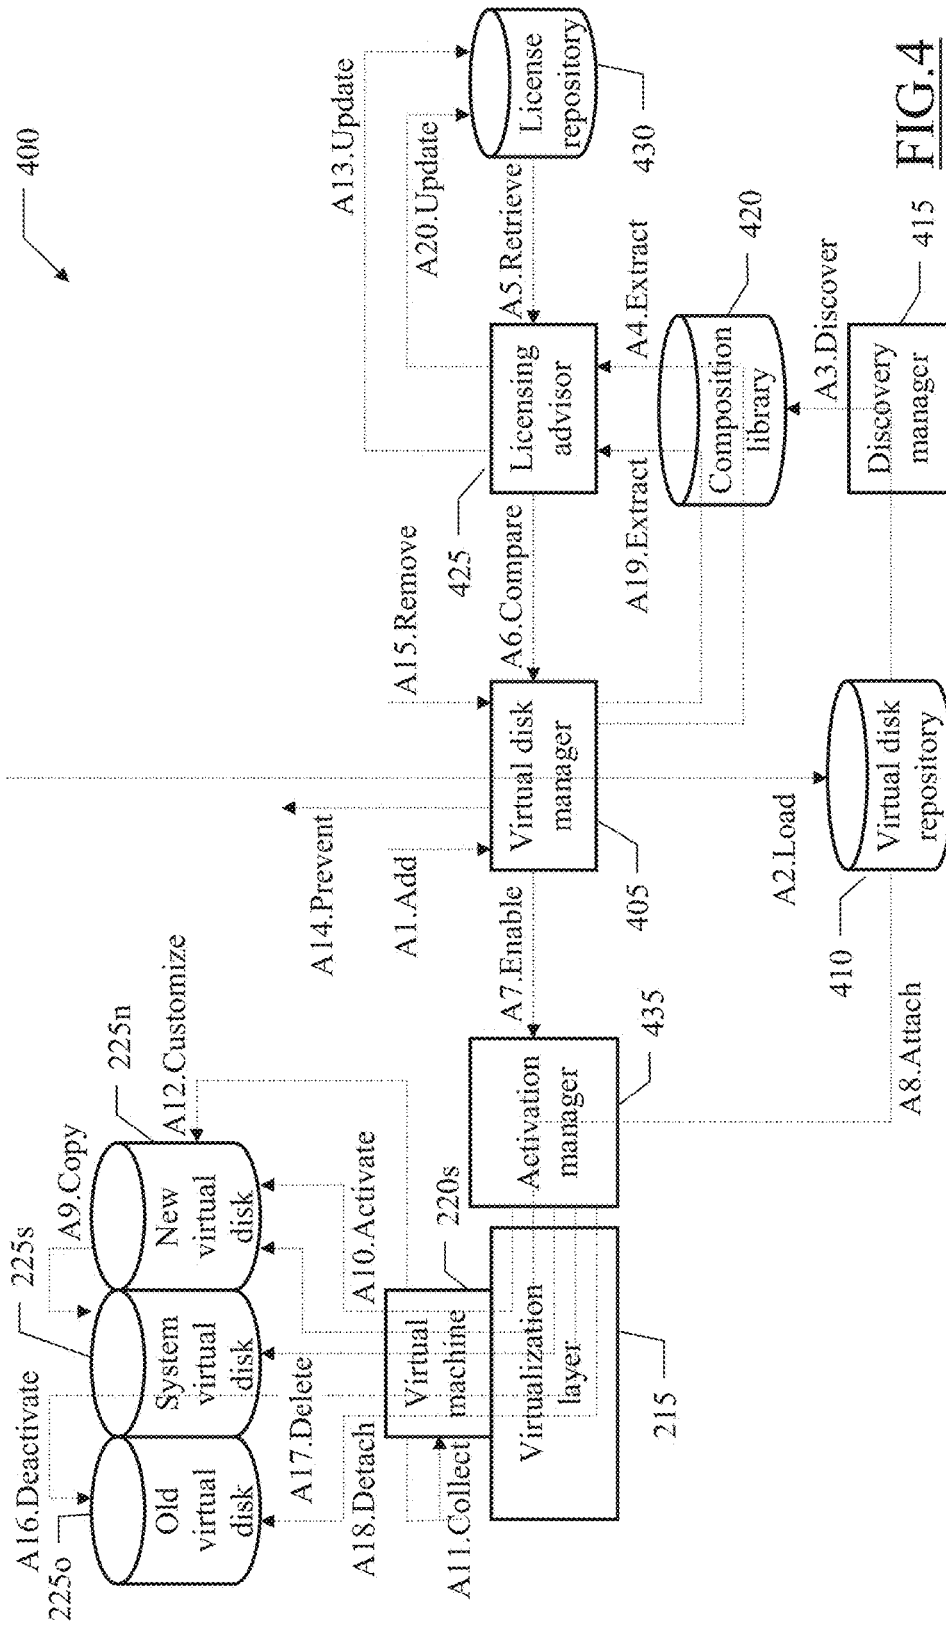 400
A13.Update
A20.Update
License
repository
430
A5.Retrieve
Licensing
advisor
425
A4.Extract
A19.Extract
Composition
library
420
A3.Discover
Discovery
manager
415
A15.Remove
A6.Compare
A14.Prevent
A1.Add
Virtual disk
manager
405
A2.Load
Virtual disk
repository
410
A7.Enable
Activation
manager
435
A8.Attach
A12.Customize
225n
A9.Copy
225s
A16.Deactivate
225o
New
virtual
disk
System
virtual
disk
Old
virtual
disk
A10.Activate
A17.Delete
A18.Detach
A11.Collect
220s
Virtual
machine
Virtualization
layer
215
FIG.4